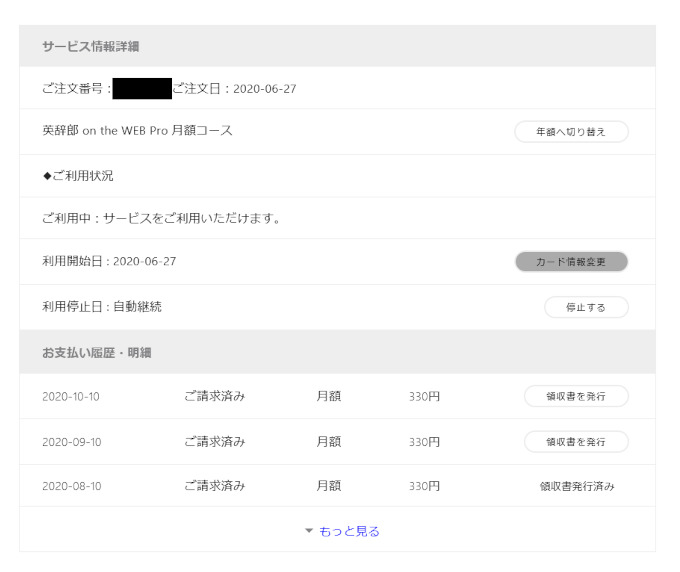 サービス情報詳細
ご注文番号： ご注文日：2020-06-27
英辞郎 on the WEB Pro 月額コース 年額へ切り替え
◆ご利用状況
ご利用中：サービスをご利用いただけます。
利用開始日：2020-06-27 カード情報変更
利用停止日：自動継続 停止する
お支払い履歴・明細
2020-10-10 ご請求済み 月額 330円 領収書を発行
2020-09-10 ご請求済み 月額 330円 領収書を発行
2020-08-10 ご請求済み 月額 330円 領収書発行済み
もっと見る